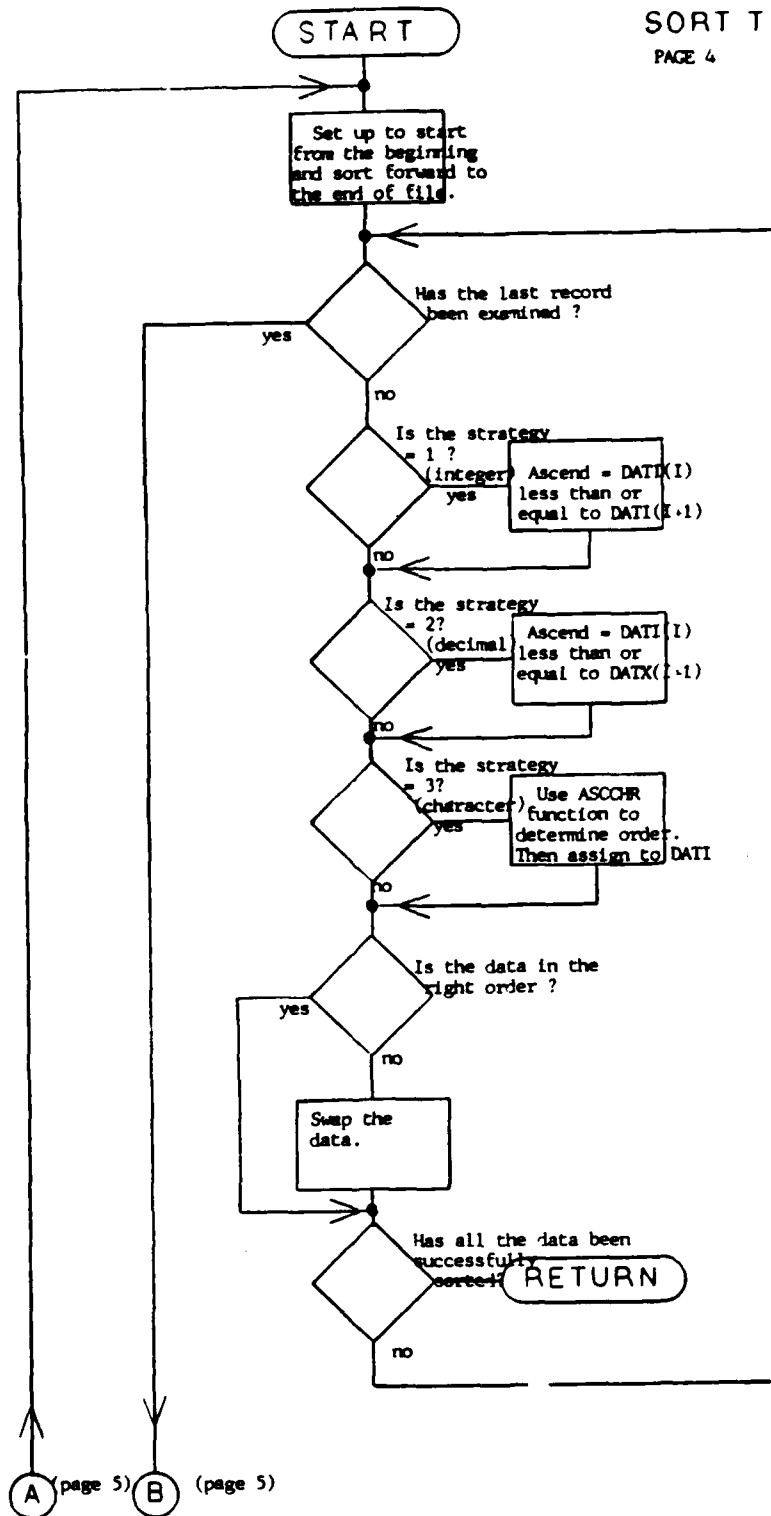 START
SORT T
PAGE 4
Set up to start
from the beginning
and sort forward to
the end of file.
Has the last record
been examined ?
yes
no
Is the strategy
= 1 ?
(integer)
yes
Ascend = DATI(I)
less than or
equal to DATI(I+1)
no
Is the strategy
= 2?
(decimal)
yes
Ascend = DATI(I)
less than or
equal to DATX(I+1)
no
Is the strategy
= 3?
(character)
yes
Use ASCCHR
function to
determine order.
Then assign to DATI
no
Is the data in the
right order ?
yes
no
Swap the
data.
Has all the data been
successfully
sorted?
RETURN
no
A (page 5) B (page 5)